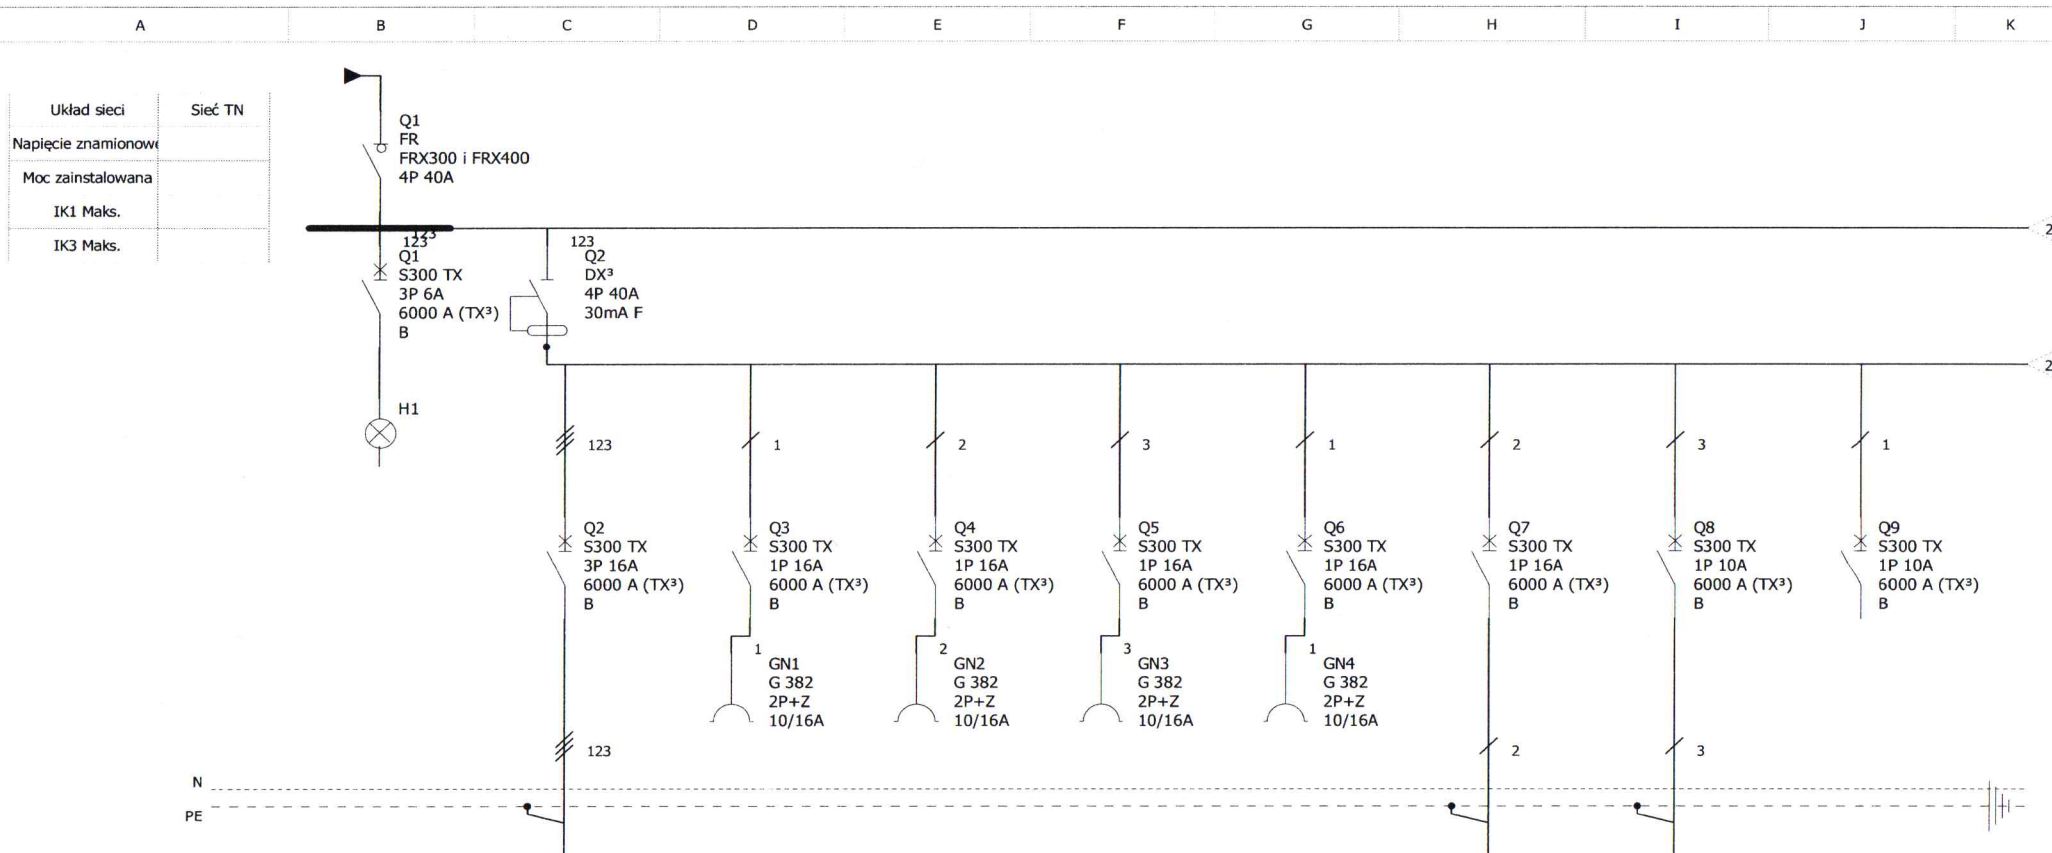 A B C D E F G H I J K
Układ sieci Sieć TN
Napięcie znamionow
Moc zainstalowana
IK1 Maks.
IK3 Maks.
Q1
FR
FRX300 i FRX400
4P 40A
123
123
Q1
S300 TX
3P 6A
6000 A (TX³)
B
H1
123
Q2
DX³
4P 40A
30mA F
2
2
123 1 2 3 1 2 3 1
Q2
S300 TX
3P 16A
6000 A (TX³)
B
Q3
S300 TX
1P 16A
6000 A (TX³)
B
Q4
S300 TX
1P 16A
6000 A (TX³)
B
Q5
S300 TX
1P 16A
6000 A (TX³)
B
Q6
S300 TX
1P 16A
6000 A (TX³)
B
Q7
S300 TX
1P 16A
6000 A (TX³)
B
Q8
S300 TX
1P 10A
6000 A (TX³)
B
Q9
S300 TX
1P 10A
6000 A (TX³)
B
1
GN1
G 382
2P+Z
10/16A
2
GN2
G 382
2P+Z
10/16A
3
GN3
G 382
2P+Z
10/16A
1
GN4
G 382
2P+Z
10/16A
123 2 3
N
PE